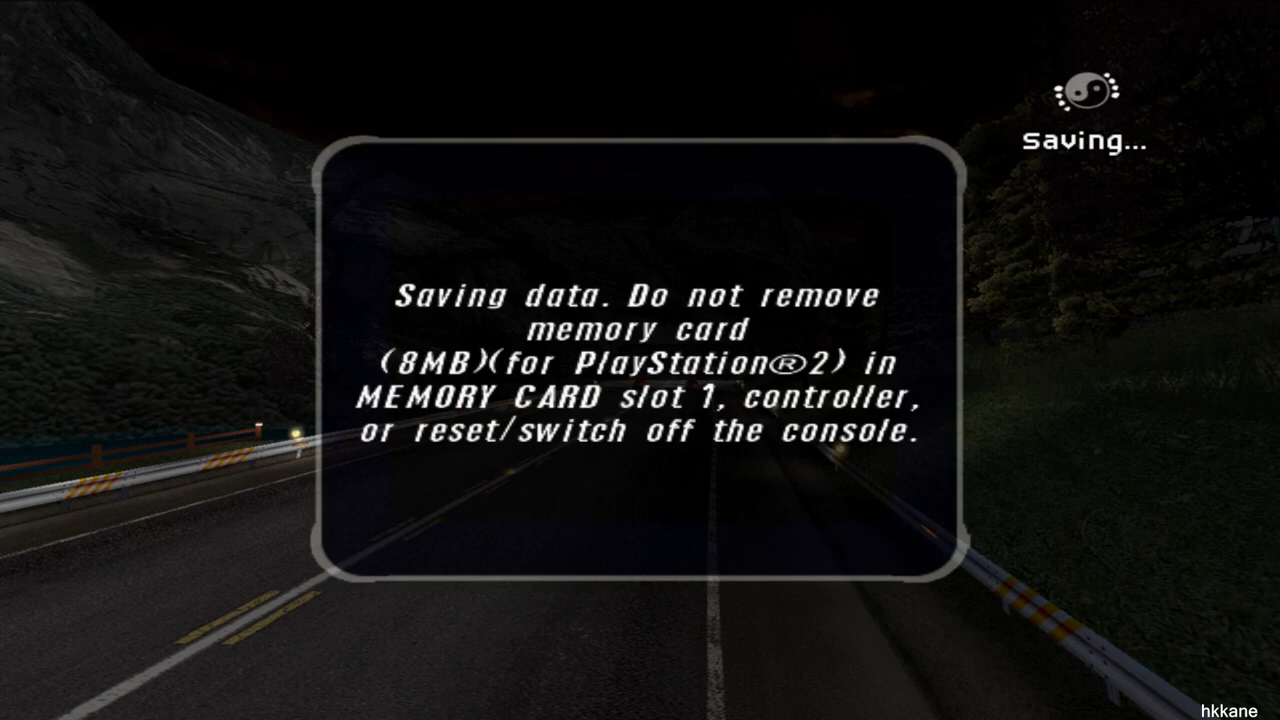 Saving...
Saving data. Do not remove
memory card
(8MB)(for PlayStation®2) in
MEMORY CARD slot 1, controller,
or reset/switch off the console.
hkkane